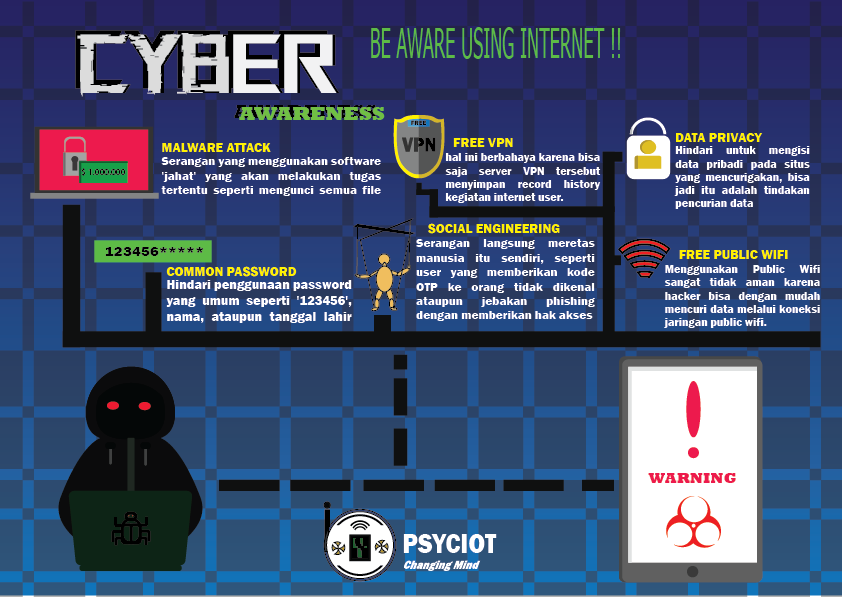 CYBER
AWARENESS
BE AWARE USING INTERNET !!
$ 1.000.000
MALWARE ATTACK
Serangan yang menggunakan software
'jahat' yang akan melakukan tugas
tertentu seperti mengunci semua file
FREE
VPN
FREE VPN
hal ini berbahaya karena bisa
saja server VPN tersebut
menyimpan record history
kegiatan internet user.
DATA PRIVACY
Hindari untuk mengisi
data pribadi pada situs
yang mencurigakan, bisa
jadi itu adalah tindakan
pencurian data
123456*****
COMMON PASSWORD
Hindari penggunaan password
yang umum seperti '123456',
nama, ataupun tanggal lahir
SOCIAL ENGINEERING
Serangan langsung meretas
manusia itu sendiri, seperti
user yang memberikan kode
OTP ke orang tidak dikenal
ataupun jebakan phishing
dengan memberikan hak akses
FREE PUBLIC WIFI
Menggunakan Public Wifi
sangat tidak aman karena
hacker bisa dengan mudah
mencuri data melalui koneksi
jaringan public wifi.
WARNING
PSYCIOT
Changing Mind